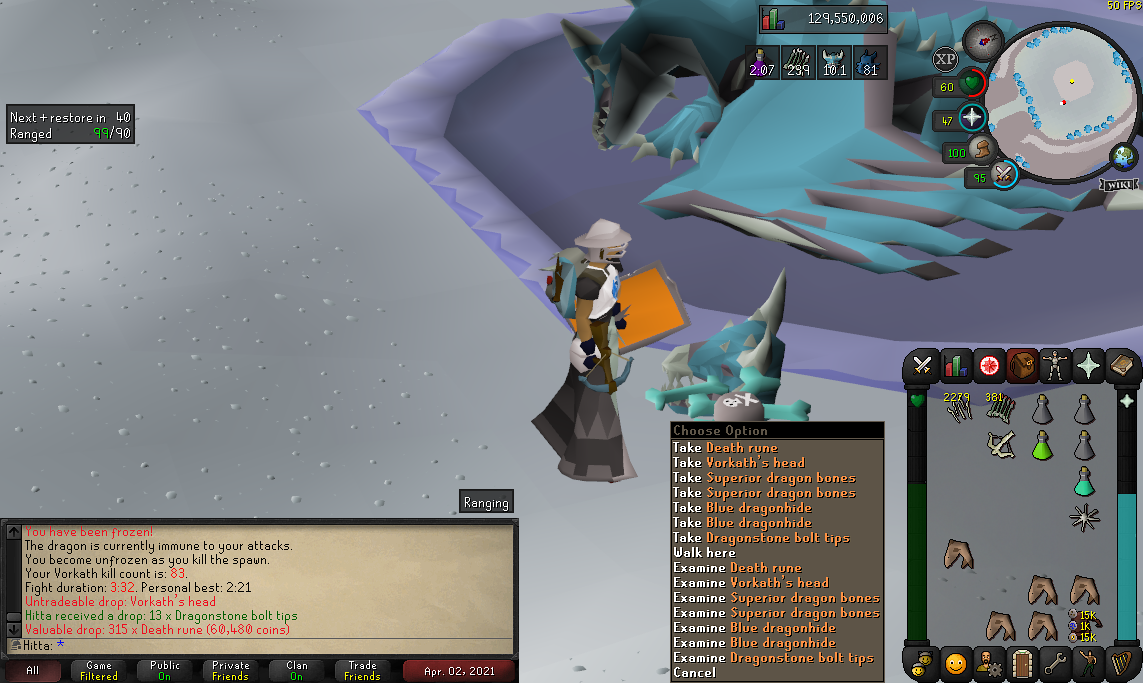 50 FPS
129,550,006
2:07
239
10.1
81
XP
60
47
100
95
WIKI
Next + restore in 40
Ranged 99/90
Ranging
You have been frozen!
The dragon is currently immune to your attacks.
You become unfrozen as you kill the spawn.
Your Vorkath kill count is: 83.
Fight duration: 3:32. Personal best: 2:21
Untradeable drop: Vorkath's head
Hitta received a drop: 13 x Dragonstone bolt tips
Valuable drop: 315 x Death rune (60,480 coins)
Hitta: *
All
Game
Filtered
Public
On
Private
Friends
Clan
On
Trade
Friends
Apr. 02, 2021
Choose Option
Take Death rune
Take Vorkath's head
Take Superior dragon bones
Take Superior dragon bones
Take Blue dragonhide
Take Blue dragonhide
Take Dragonstone bolt tips
Walk here
Examine Death rune
Examine Vorkath's head
Examine Superior dragon bones
Examine Superior dragon bones
Examine Blue dragonhide
Examine Blue dragonhide
Examine Dragonstone bolt tips
Cancel
2279
381
15K
1K
15K